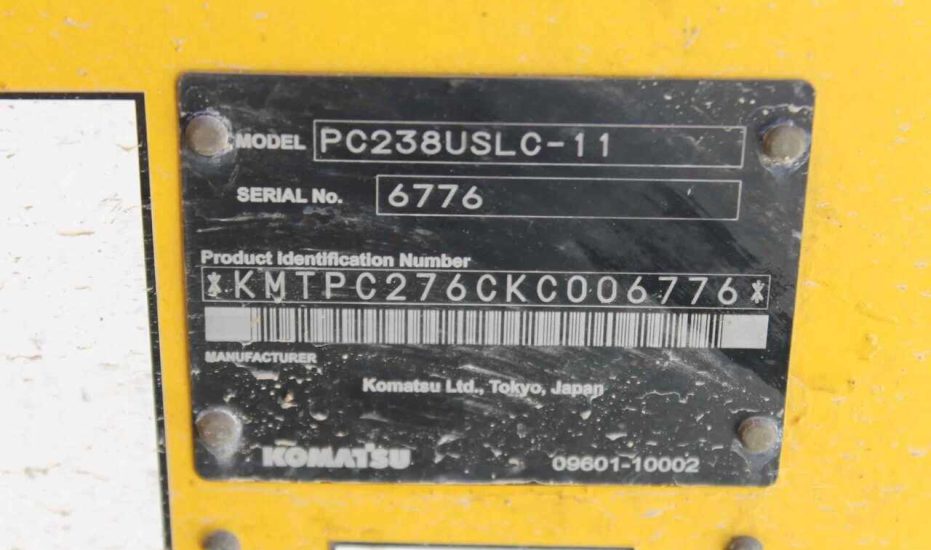 MODEL PC238USLC-11
SERIAL No. 6776
Product Identification Number
*KMTPC276CKC006776*
MANUFACTURER
Komatsu Ltd., Tokyo, Japan
KOMATSU 09601-10002